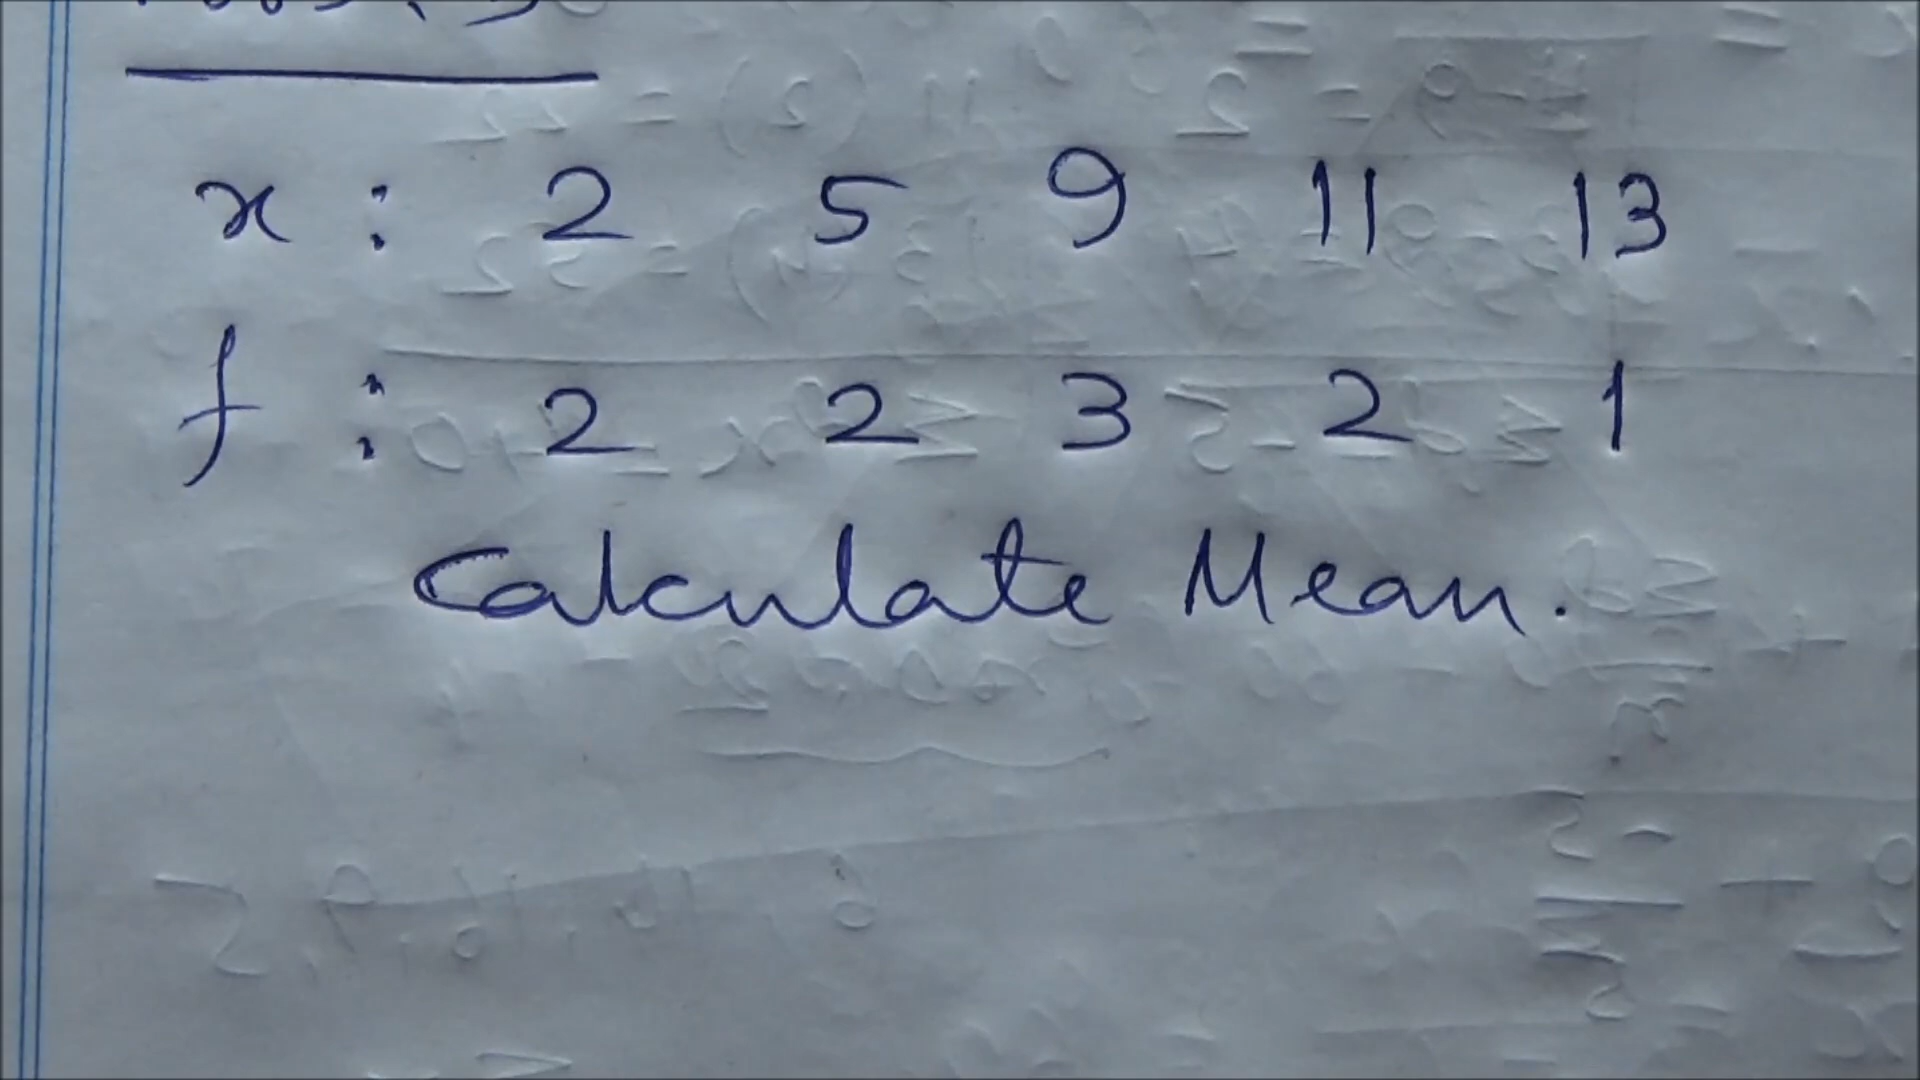 x : 2 5 9 11 13
f : 2 2 3 2 1
Calculate Mean.